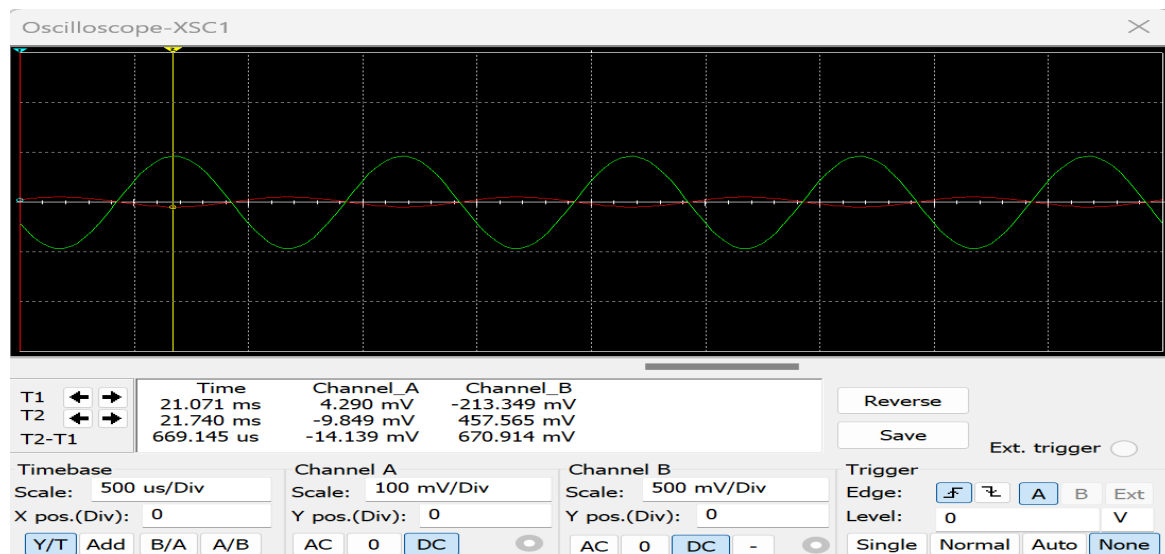 Oscilloscope-XSC1
Time Channel_A Channel_B
T1 21.071 ms 4.290 mV -213.349 mV
T2 21.740 ms -9.849 mV 457.565 mV
T2-T1 669.145 us -14.139 mV 670.914 mV
Reverse
Save
Ext. trigger
Timebase
Scale: 500 us/Div
X pos.(Div): 0
Y/T Add B/A A/B
Channel A
Scale: 100 mV/Div
Y pos.(Div): 0
AC 0 DC
Channel B
Scale: 500 mV/Div
Y pos.(Div): 0
AC 0 DC -
Trigger
Edge: A B Ext
Level: 0 V
Single Normal Auto None